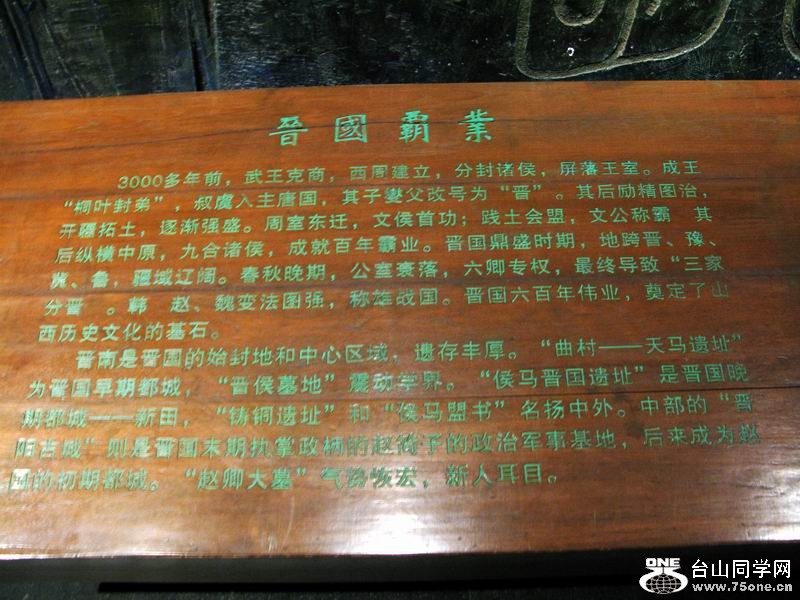 晋國霸業
3000多年前，武王克商，西周建立，分封诸侯，屏藩王室。成王
“桐叶封弟”，叔虞入主唐国，其子燮父改号为“晋”。其后励精图治，
开疆拓土，逐渐强盛。周室东迁，文侯首功；践土会盟，文公称霸 其
后纵横中原，九合诸侯，成就百年霸业。晋国鼎盛时期，地跨晋、豫、
冀、鲁，疆域辽阔。春秋晚期，公室衰落，六卿专权，最终导致“三家
分晋 。韩 赵、魏变法图强，称雄战国。晋国六百年伟业，奠定了山
西历史文化的基石。
晋南是晋国的始封地和中心区域，遗存丰厚。“曲村——天马遗址”
为晋国早期都城，“晋侯墓地”震动学界。“侯马晋国遗址”是晋国晚
期都城——新田，“铸铜遗址”和“侯马盟书”名扬中外。中部的“晋
阳古城”则是晋国末期执掌政柄的赵简子的政治军事基地，后来成为赵
国的初期都城。“赵卿大墓”气势恢宏，新人耳目。
ONE
台山同学网
www.75one.cn